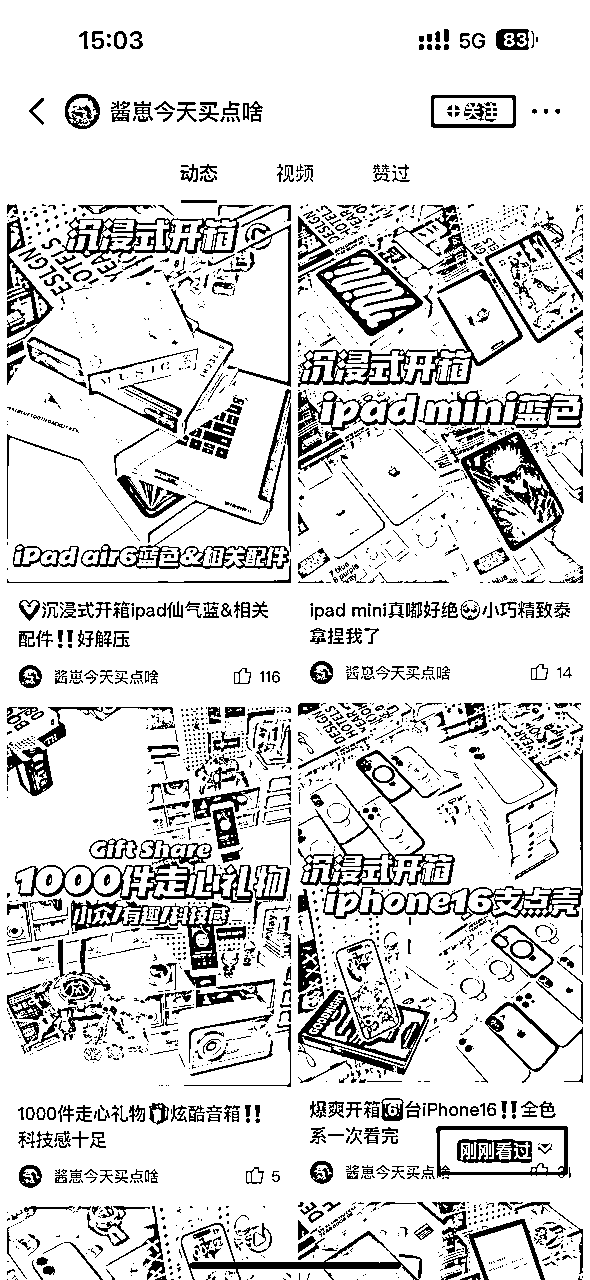 15:03
5G 83
酱崽今天买点啥
+关注
动态
视频
赞过
沉浸式开箱
MUSIC
iPad air6蓝色&相关配件
沉浸式开箱
ipad mini蓝色
沉浸式开箱ipad仙气蓝&相关
配件‼好解压
酱崽今天买点啥
116
ipad mini真嘟好绝小巧精致泰
拿捏我了
酱崽今天买点啥
14
Gift Share
1000件走心礼物
小众/有趣/科技感
沉浸式开箱
iphone16支点壳
1000件走心礼物炫酷音箱‼
科技感十足
酱崽今天买点啥
5
爆爽开箱6台iPhone16‼全色
系一次看完
酱崽今天买点啥
刚刚看过